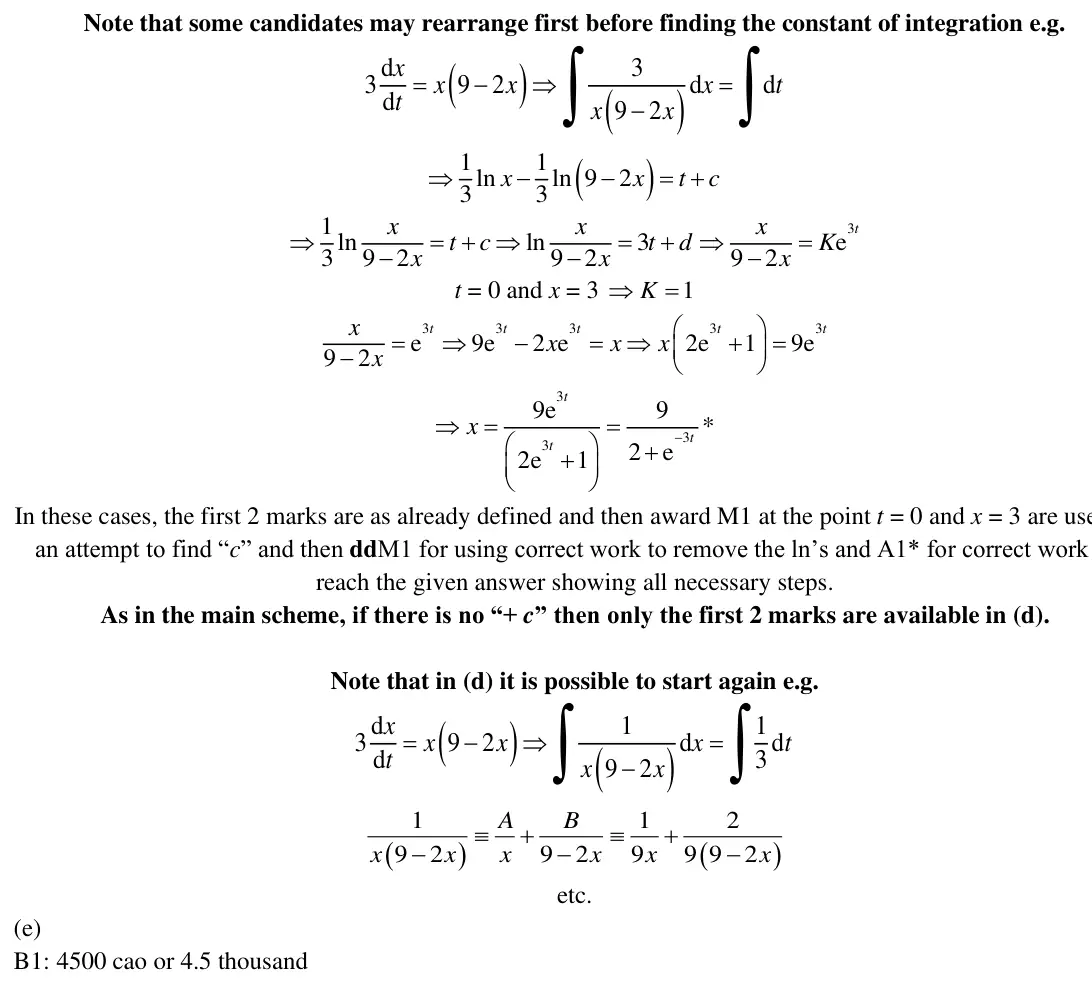 Note that some candidates may rearrange first before finding the constant of integration e.g.
3 dx/dt = x(9 − 2x) ⇒ ∫ 3/(x(9 − 2x)) dx = ∫ dt
⇒ 1/3 ln x − 1/3 ln(9 − 2x) = t + c
⇒ 1/3 ln x/(9 − 2x) = t + c ⇒ ln x/(9 − 2x) = 3t + d ⇒ x/(9 − 2x) = Ke^(3t)
t = 0 and x = 3 ⇒ K = 1
x/(9 − 2x) = e^(3t) ⇒ 9e^(3t) − 2xe^(3t) = x ⇒ x(2e^(3t) + 1) = 9e^(3t)
⇒ x = 9e^(3t)/(2e^(3t) + 1) = 9/(2 + e^(−3t)) *
In these cases, the first 2 marks are as already defined and then award M1 at the point t = 0 and x = 3 are use
an attempt to find “c” and then ddM1 for using correct work to remove the ln’s and A1* for correct work
reach the given answer showing all necessary steps.
As in the main scheme, if there is no “+ c” then only the first 2 marks are available in (d).
Note that in (d) it is possible to start again e.g.
3 dx/dt = x(9 − 2x) ⇒ ∫ 1/(x(9 − 2x)) dx = ∫ 1/3 dt
1/(x(9 − 2x)) ≡ A/x + B/(9 − 2x) ≡ 1/(9x) + 2/(9(9 − 2x))
etc.
(e)
B1: 4500 cao or 4.5 thousand